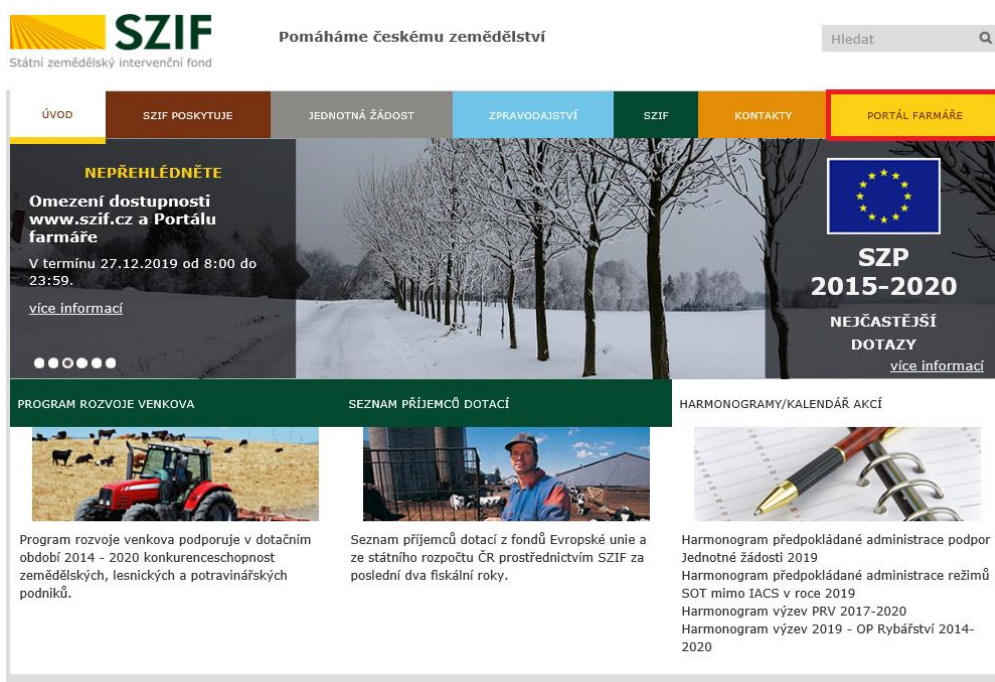 SZIF
Státní zemědělský intervenční fond
Pomáháme českému zemědělství
Hledat
ÚVOD
SZIF POSKYTUJE
JEDNOTNÁ ŽÁDOST
ZPRAVODAJSTVÍ
SZIF
KONTAKTY
PORTÁL FARMÁŘE
NEPŘEHLÉDNĚTE
Omezení dostupnosti
www.szif.cz a Portálu
farmáře
V termínu 27.12.2019 od 8:00 do
23:59.
více informací
SZP
2015-2020
NEJČASTĚJŠÍ
DOTAZY
více informací
PROGRAM ROZVOJE VENKOVA
Program rozvoje venkova podporuje v dotačním
období 2014 - 2020 konkurenceschopnost
zemědělských, lesnických a potravinářských
podniků.
SEZNAM PŘÍJEMCŮ DOTACÍ
Seznam příjemců dotací z fondů Evropské unie a
ze státního rozpočtu ČR prostřednictvím SZIF za
poslední dva fiskální roky.
HARMONOGRAMY/KALENDÁŘ AKCÍ
Harmonogram předpokládané administrace podpor
Jednotné žádosti 2019
Harmonogram předpokládané administrace režimů
SOT mimo IACS v roce 2019
Harmonogram výzev PRV 2017-2020
Harmonogram výzev 2019 - OP Rybářství 2014-
2020